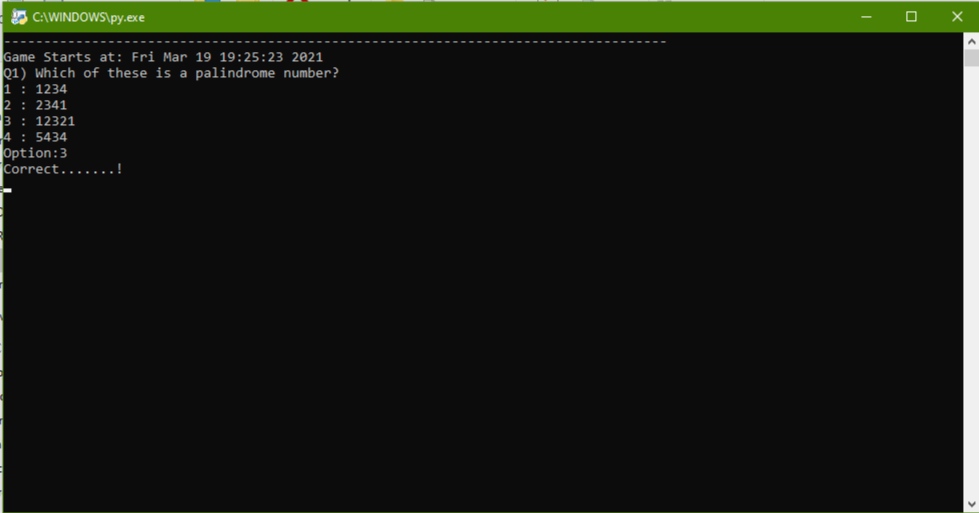 C:\WINDOWS\py.exe
-----------------------------------------------------------------------------------
Game Starts at: Fri Mar 19 19:25:23 2021
Q1) Which of these is a palindrome number?
1 : 1234
2 : 2341
3 : 12321
4 : 5434
Option:3
Correct.......!